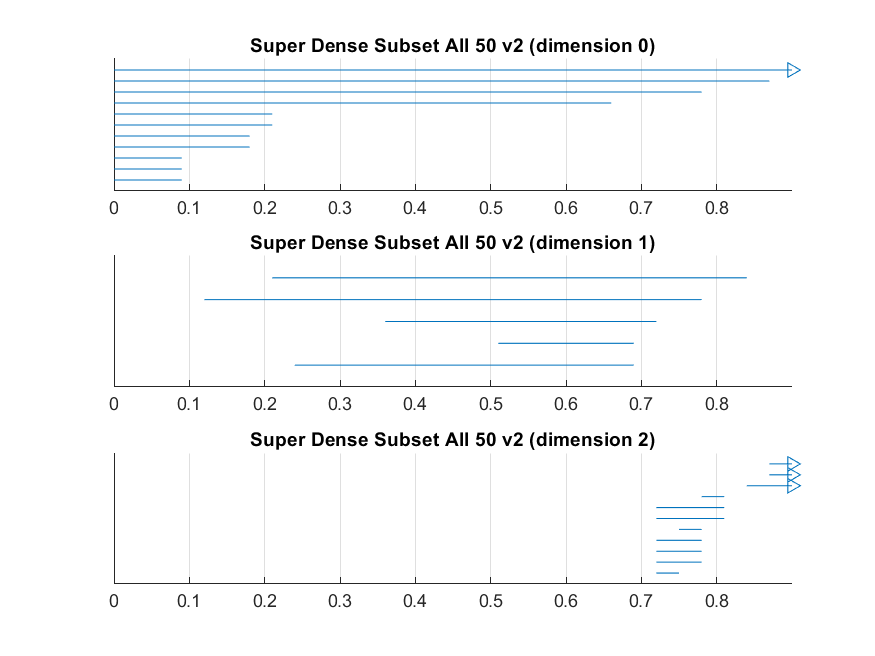 Super Dense Subset All 50 v2 (dimension 0)
0 0.1 0.2 0.3 0.4 0.5 0.6 0.7 0.8
Super Dense Subset All 50 v2 (dimension 1)
0 0.1 0.2 0.3 0.4 0.5 0.6 0.7 0.8
Super Dense Subset All 50 v2 (dimension 2)
0 0.1 0.2 0.3 0.4 0.5 0.6 0.7 0.8